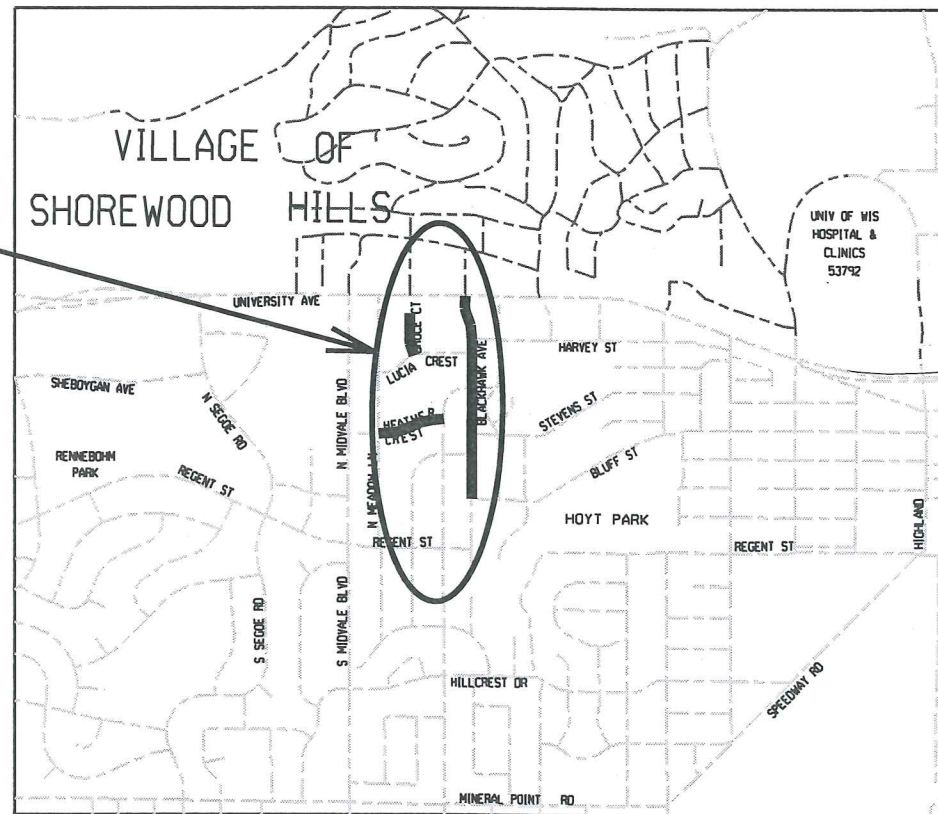 VILLAGE OF
SHOREWOOD HILLS
UNIV OF WIS
HOSPITAL &
CLINICS
53792
UNIVERSITY AVE
CT
LUCIA CREST
HARVEY ST
SHEBOYGAN AVE
N SEGOE RD
N MIDVALE BLVD
BLACKHAWK AVE
HEATHER
CREST
STEVENS ST
BLUFF ST
RENNEBOHM
PARK
REGENT ST
N MEADOW LN
HOYT PARK
HIGHLAND
REGENT ST
REGENT ST
S SEGOE RD
S MIDVALE BLVD
HILLCREST DR
SPEEDWAY RD
MINERAL POINT RD